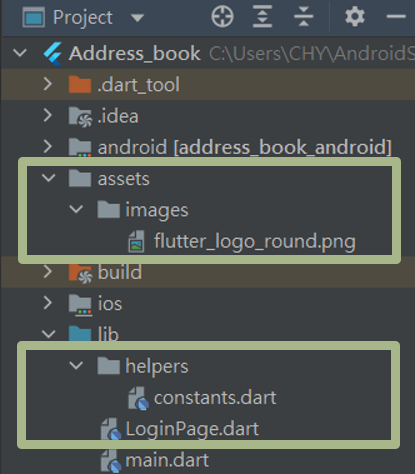 Project
Address_book C:\Users\CHY\AndroidS
.dart_tool
.idea
android [address_book_android]
assets
images
flutter_logo_round.png
build
ios
lib
helpers
constants.dart
LoginPage.dart
main.dart